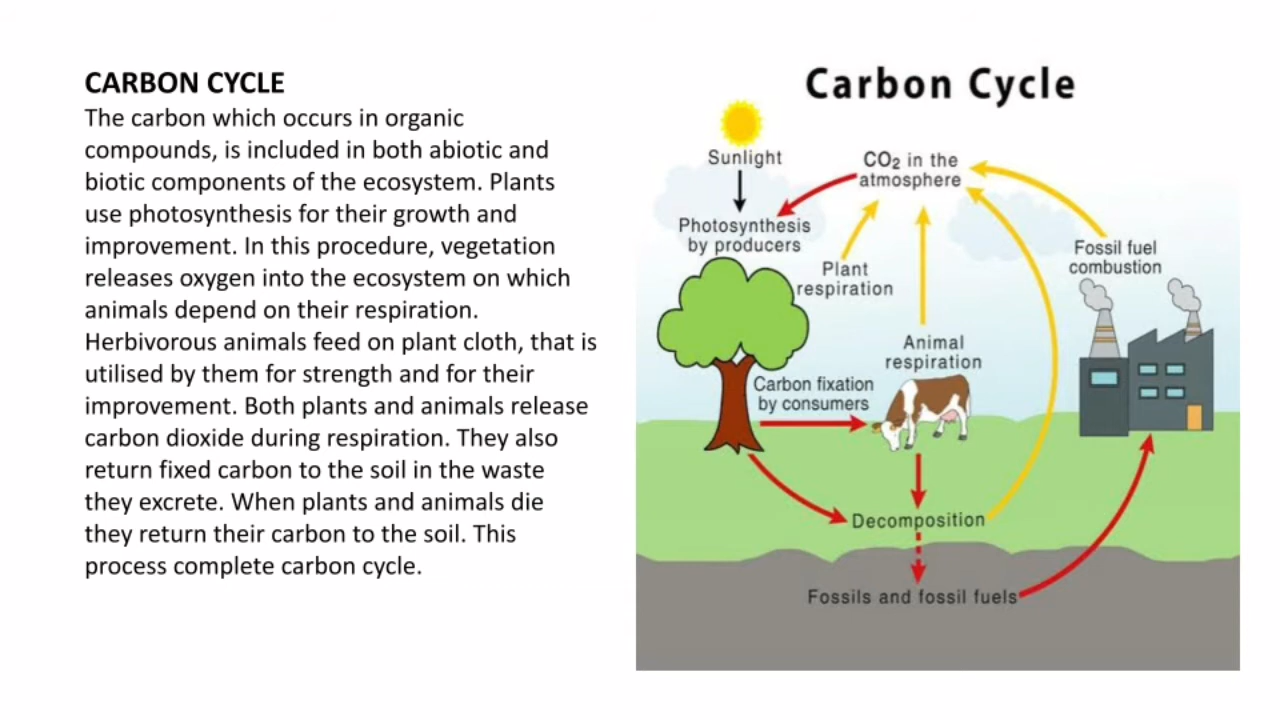 CARBON CYCLE
The carbon which occurs in organic
compounds, is included in both abiotic and
biotic components of the ecosystem. Plants
use photosynthesis for their growth and
improvement. In this procedure, vegetation
releases oxygen into the ecosystem on which
animals depend on their respiration.
Herbivorous animals feed on plant cloth, that is
utilised by them for strength and for their
improvement. Both plants and animals release
carbon dioxide during respiration. They also
return fixed carbon to the soil in the waste
they excrete. When plants and animals die
they return their carbon to the soil. This
process complete carbon cycle.
Carbon Cycle
Sunlight
CO₂ in the
atmosphere
Photosynthesis
by producers
Plant
respiration
Fossil fuel
combustion
Animal
respiration
Carbon fixation
by consumers
Decomposition
Fossils and fossil fuels